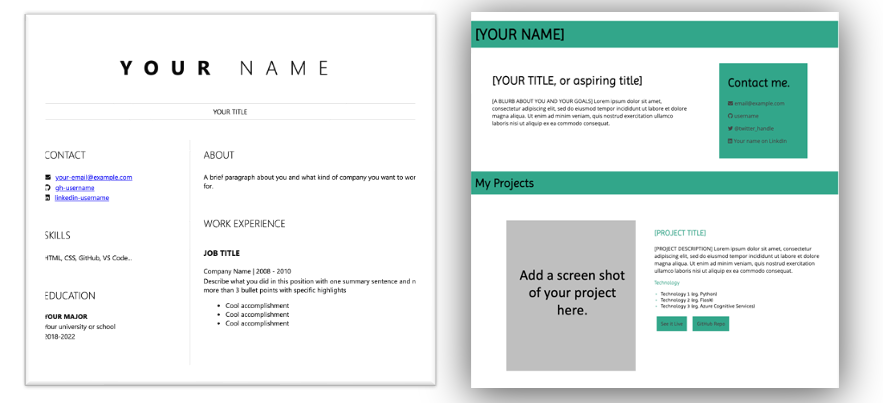 YOUR NAME
YOUR TITLE
CONTACT
your-email@example.com
gh-username
linkedin-username
SKILLS
HTML, CSS, GitHub, VS Code...
EDUCATION
YOUR MAJOR
Your university or school
2018-2022
ABOUT
A brief paragraph about you and what kind of company you want to wor
for.
WORK EXPERIENCE
JOB TITLE
Company Name | 2008 - 2010
Describe what you did in this position with one summary sentence and n
more than 3 bullet points with specific highlights
Cool accomplishment
Cool accomplishment
Cool accomplishment
[YOUR NAME]
[YOUR TITLE, or aspiring title]
[A BLURB ABOUT YOU AND YOUR GOALS] Lorem ipsum dolor sit amet,
consectetur adipiscing elit, sed do eiusmod tempor incididunt ut labore et dolore
magna aliqua. Ut enim ad minim veniam, quis nostrud exercitation ullamco
laboris nisi ut aliquip ex ea commodo consequat.
Contact me.
email@example.com
username
@twitter_handle
Your name on LinkedIn
My Projects
Add a screen shot
of your project
here.
[PROJECT TITLE]
[PROJECT DESCRIPTION] Lorem ipsum dolor sit amet, consectetur
adipiscing elit, sed do eiusmod tempor incididunt ut labore et dolore
magna aliqua. Ut enim ad minim veniam, quis nostrud exercitation
ullamco laboris nisi ut aliquip ex ea commodo consequat.
Technology
Technology 1 (eg. Python)
Technology 2 (eg. Flask)
Technology 3 (eg. Azure Cognitive Services)
See It Live
GitHub Repo